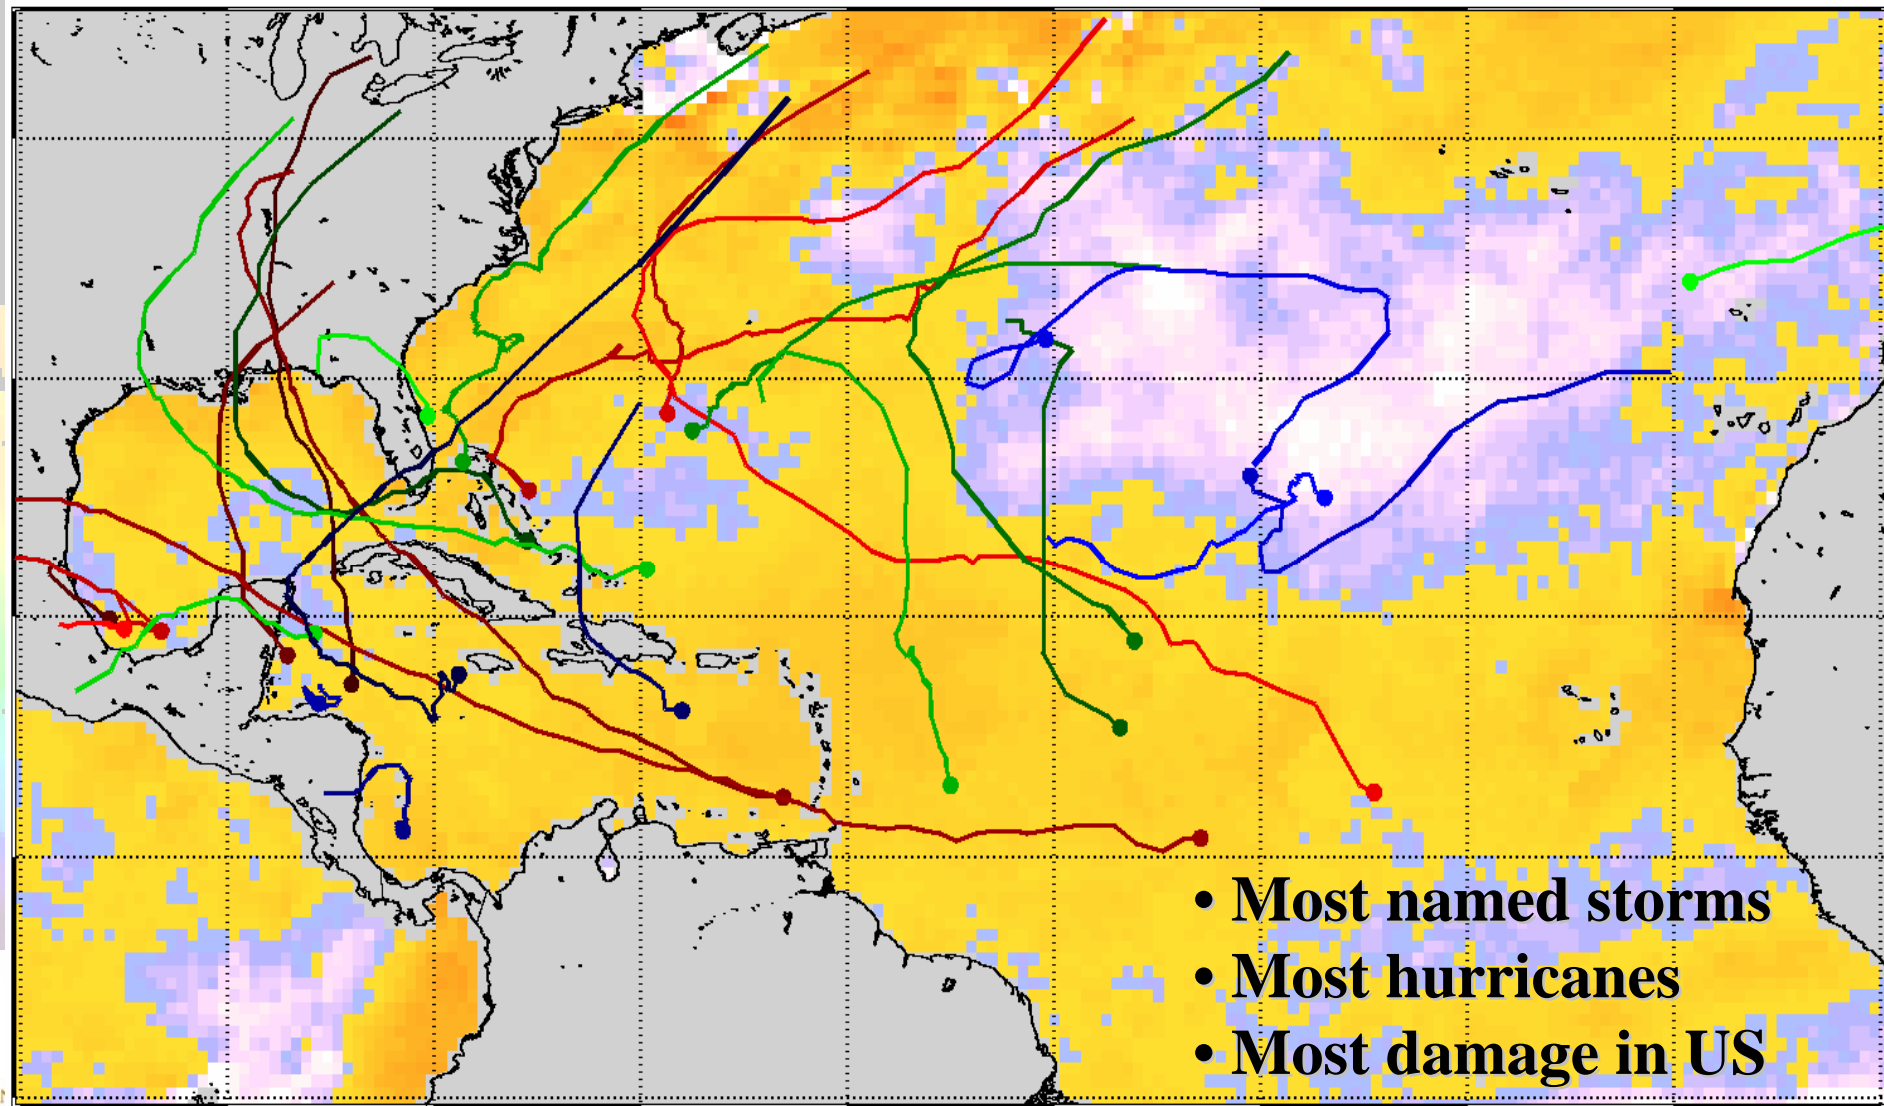 • Most named storms
• Most hurricanes
• Most damage in US